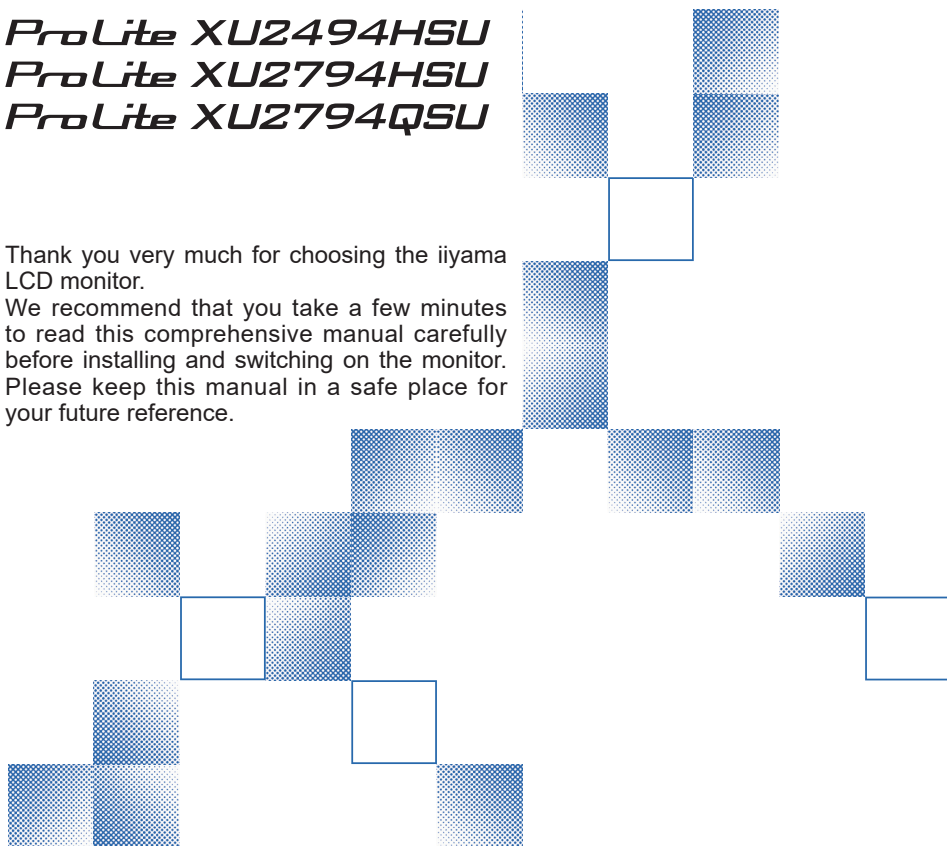 ProLite XU2494HSU
ProLite XU2794HSU
ProLite XU2794QSU
Thank you very much for choosing the iiyama
LCD monitor.
We recommend that you take a few minutes
to read this comprehensive manual carefully
before installing and switching on the monitor.
Please keep this manual in a safe place for
your future reference.